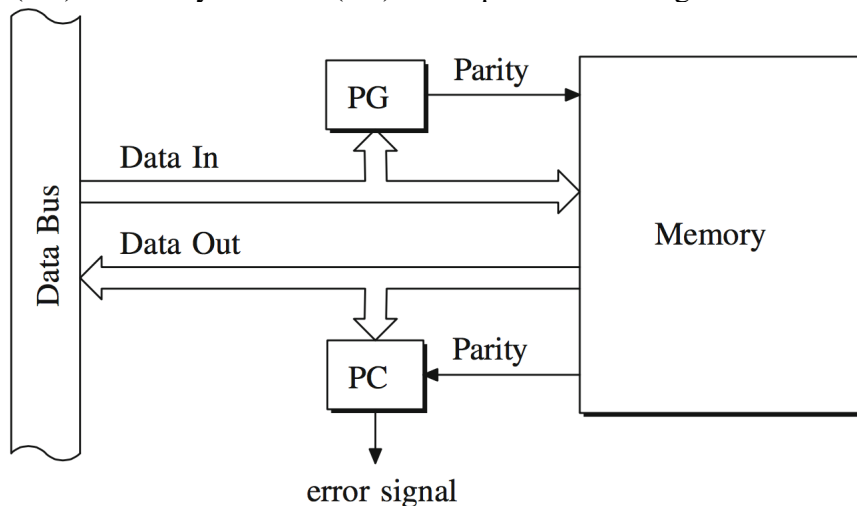 Parity
PG
Data In
Data Bus
Memory
Data Out
Parity
PC
error signal